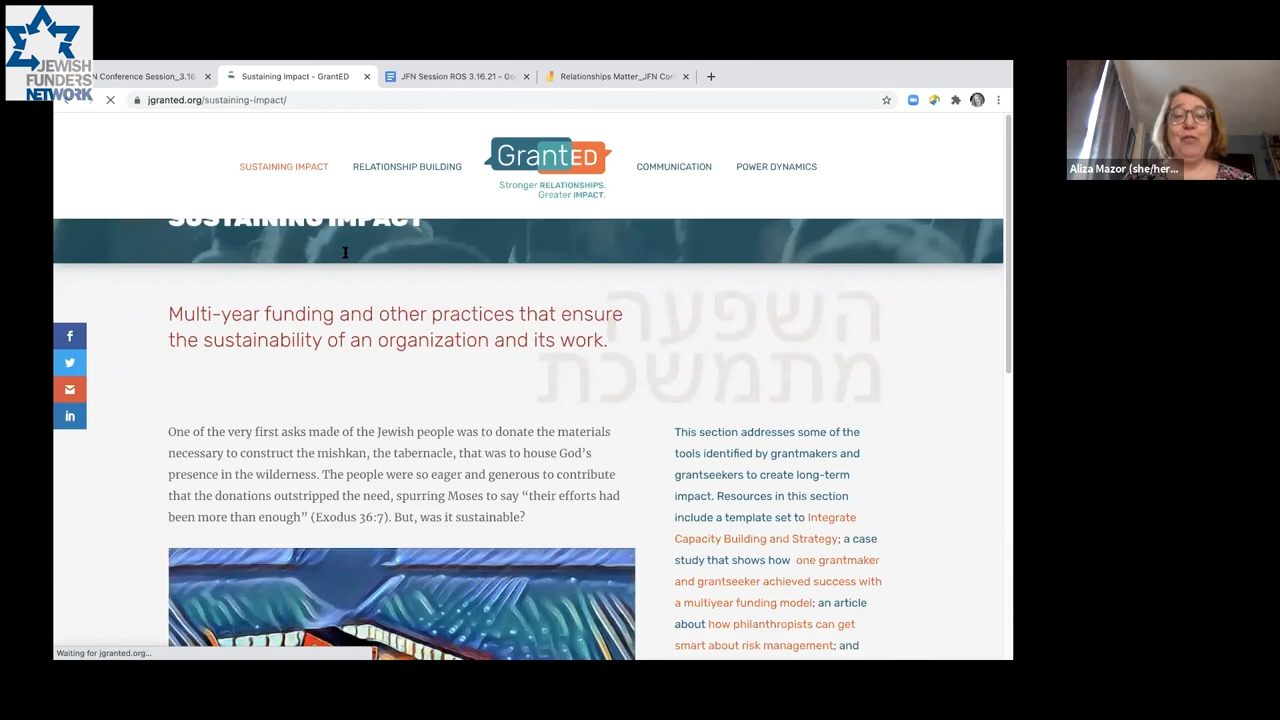 JEWISH
FUNDERS
NETWORK
N Conference Session_3.16
Sustaining Impact - GrantED
JFN Session ROS 3.16.21 - Go
Relationships Matter_JFN Con
jgranted.org/sustaining-impact/
SUSTAINING IMPACT
RELATIONSHIP BUILDING
GrantED
Stronger RELATIONSHIPS.
Greater IMPACT.
COMMUNICATION
POWER DYNAMICS
SUSTAINING IMPACT
Multi-year funding and other practices that ensure
the sustainability of an organization and its work.
השפעה
מתמשכת
One of the very first asks made of the Jewish people was to donate the materials
necessary to construct the mishkan, the tabernacle, that was to house God's
presence in the wilderness. The people were so eager and generous to contribute
that the donations outstripped the need, spurring Moses to say “their efforts had
been more than enough” (Exodus 36:7). But, was it sustainable?
This section addresses some of the
tools identified by grantmakers and
grantseekers to create long-term
impact. Resources in this section
include a template set to Integrate
Capacity Building and Strategy; a case
study that shows how one grantmaker
and grantseeker achieved success with
a multiyear funding model; an article
about how philanthropists can get
smart about risk management; and
Waiting for jgranted.org...
Aliza Mazor (she/her...